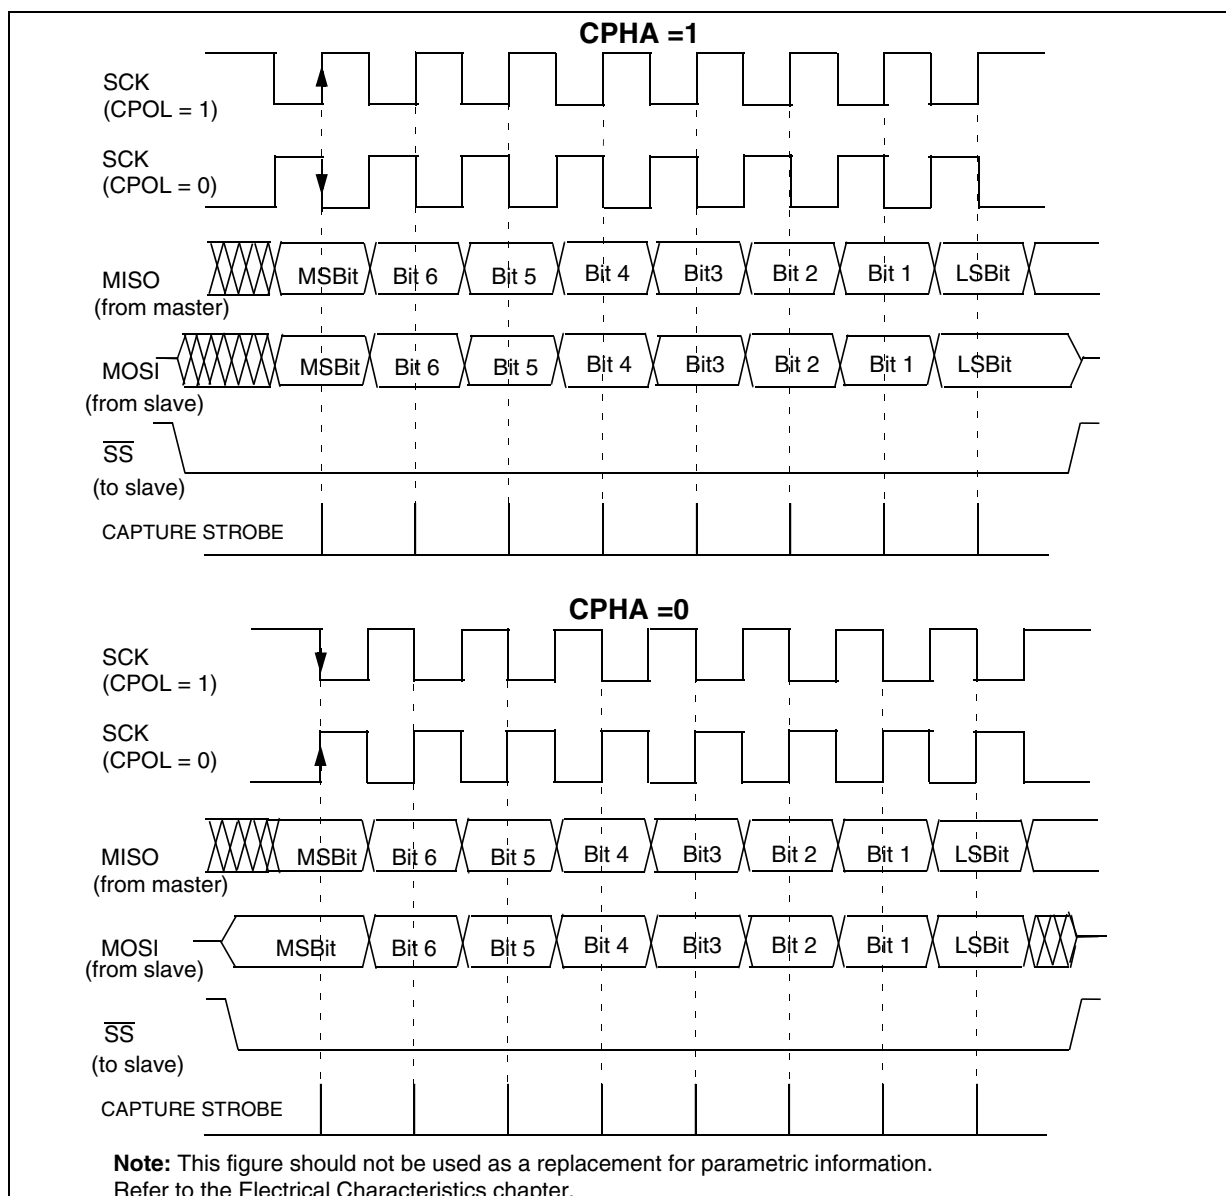 CPHA =1
SCK
(CPOL = 1)
SCK
(CPOL = 0)
MISO
(from master)
MSBit Bit 6 Bit 5 Bit 4 Bit3 Bit 2 Bit 1 LSBit
MOSI
(from slave)
MSBit Bit 6 Bit 5 Bit 4 Bit3 Bit 2 Bit 1 LSBit
SS
(to slave)
CAPTURE STROBE
CPHA =0
SCK
(CPOL = 1)
SCK
(CPOL = 0)
MISO
(from master)
MSBit Bit 6 Bit 5 Bit 4 Bit3 Bit 2 Bit 1 LSBit
MOSI
(from slave)
MSBit Bit 6 Bit 5 Bit 4 Bit3 Bit 2 Bit 1 LSBit
SS
(to slave)
CAPTURE STROBE
Note: This figure should not be used as a replacement for parametric information.
Refer to the Electrical Characteristics chapter.